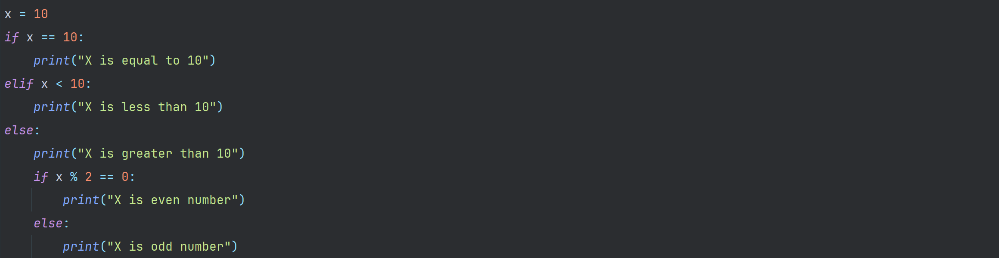 x = 10
if x == 10:
    print("X is equal to 10")
elif x < 10:
    print("X is less than 10")
else:
    print("X is greater than 10")
    if x % 2 == 0:
        print("X is even number")
    else:
        print("X is odd number")